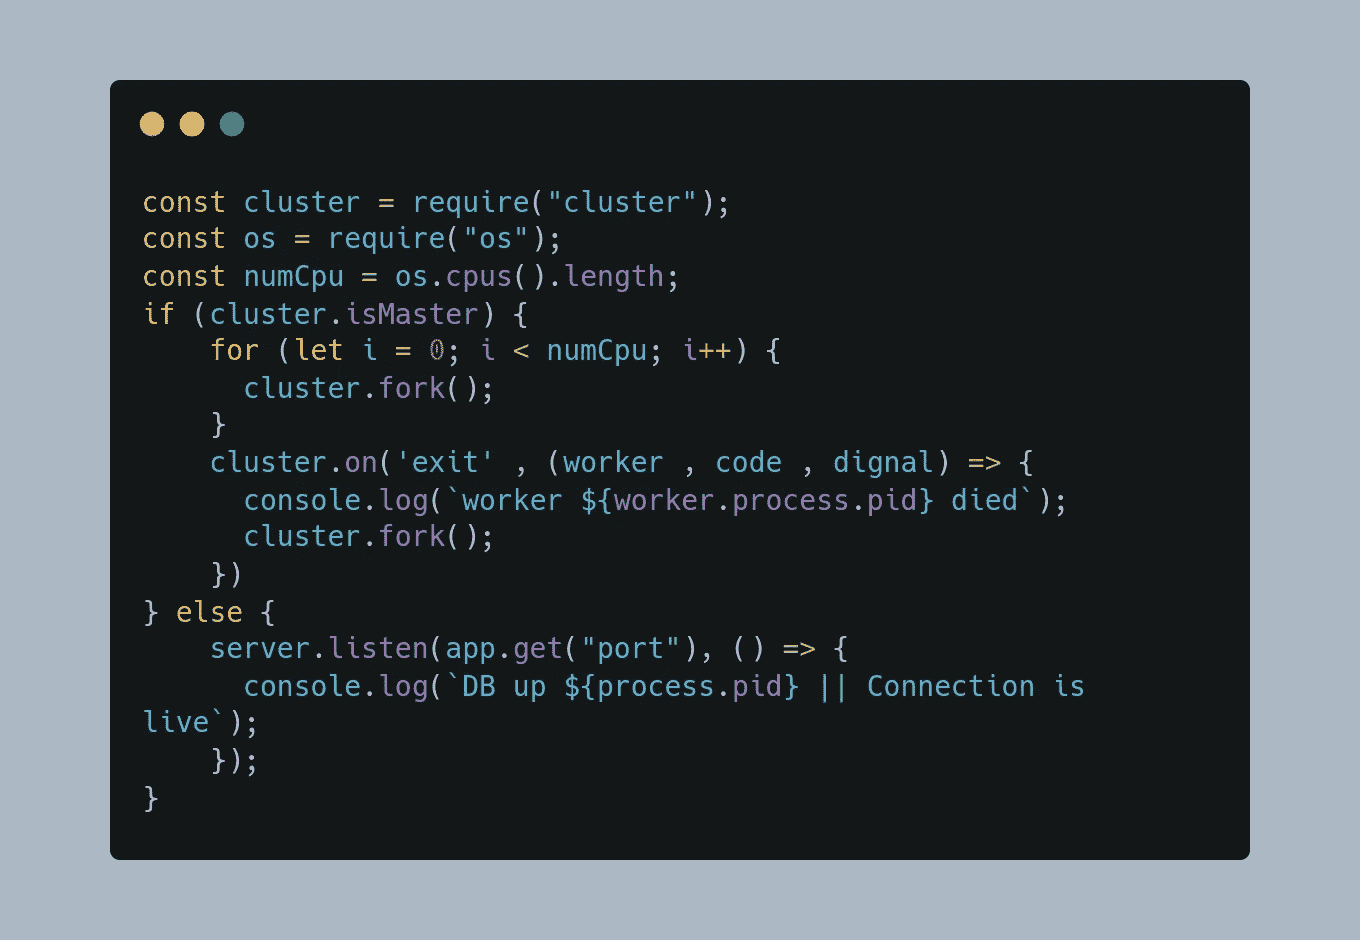 const cluster = require("cluster");
const os = require("os");
const numCpu = os.cpus().length;
if (cluster.isMaster) {
    for (let i = 0; i < numCpu; i++) {
      cluster.fork();
    }
    cluster.on('exit' , (worker , code , dignal) => {
      console.log(`worker ${worker.process.pid} died`);
      cluster.fork();
    })
} else {
    server.listen(app.get("port"), () => {
      console.log(`DB up ${process.pid} || Connection is
live`);
    });
}